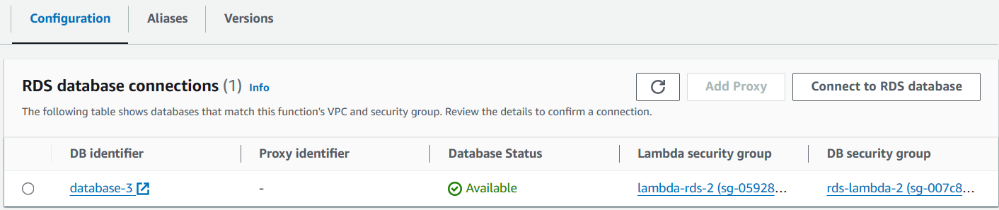 Configuration Aliases Versions
RDS database connections (1) Info Add Proxy Connect to RDS database
The following table shows databases that match this function's VPC and security group. Review the details to confirm a connection.
DB identifier Proxy identifier Database Status Lambda security group DB security group
database-3 - Available lambda-rds-2 (sg-05928... rds-lambda-2 (sg-007c8...